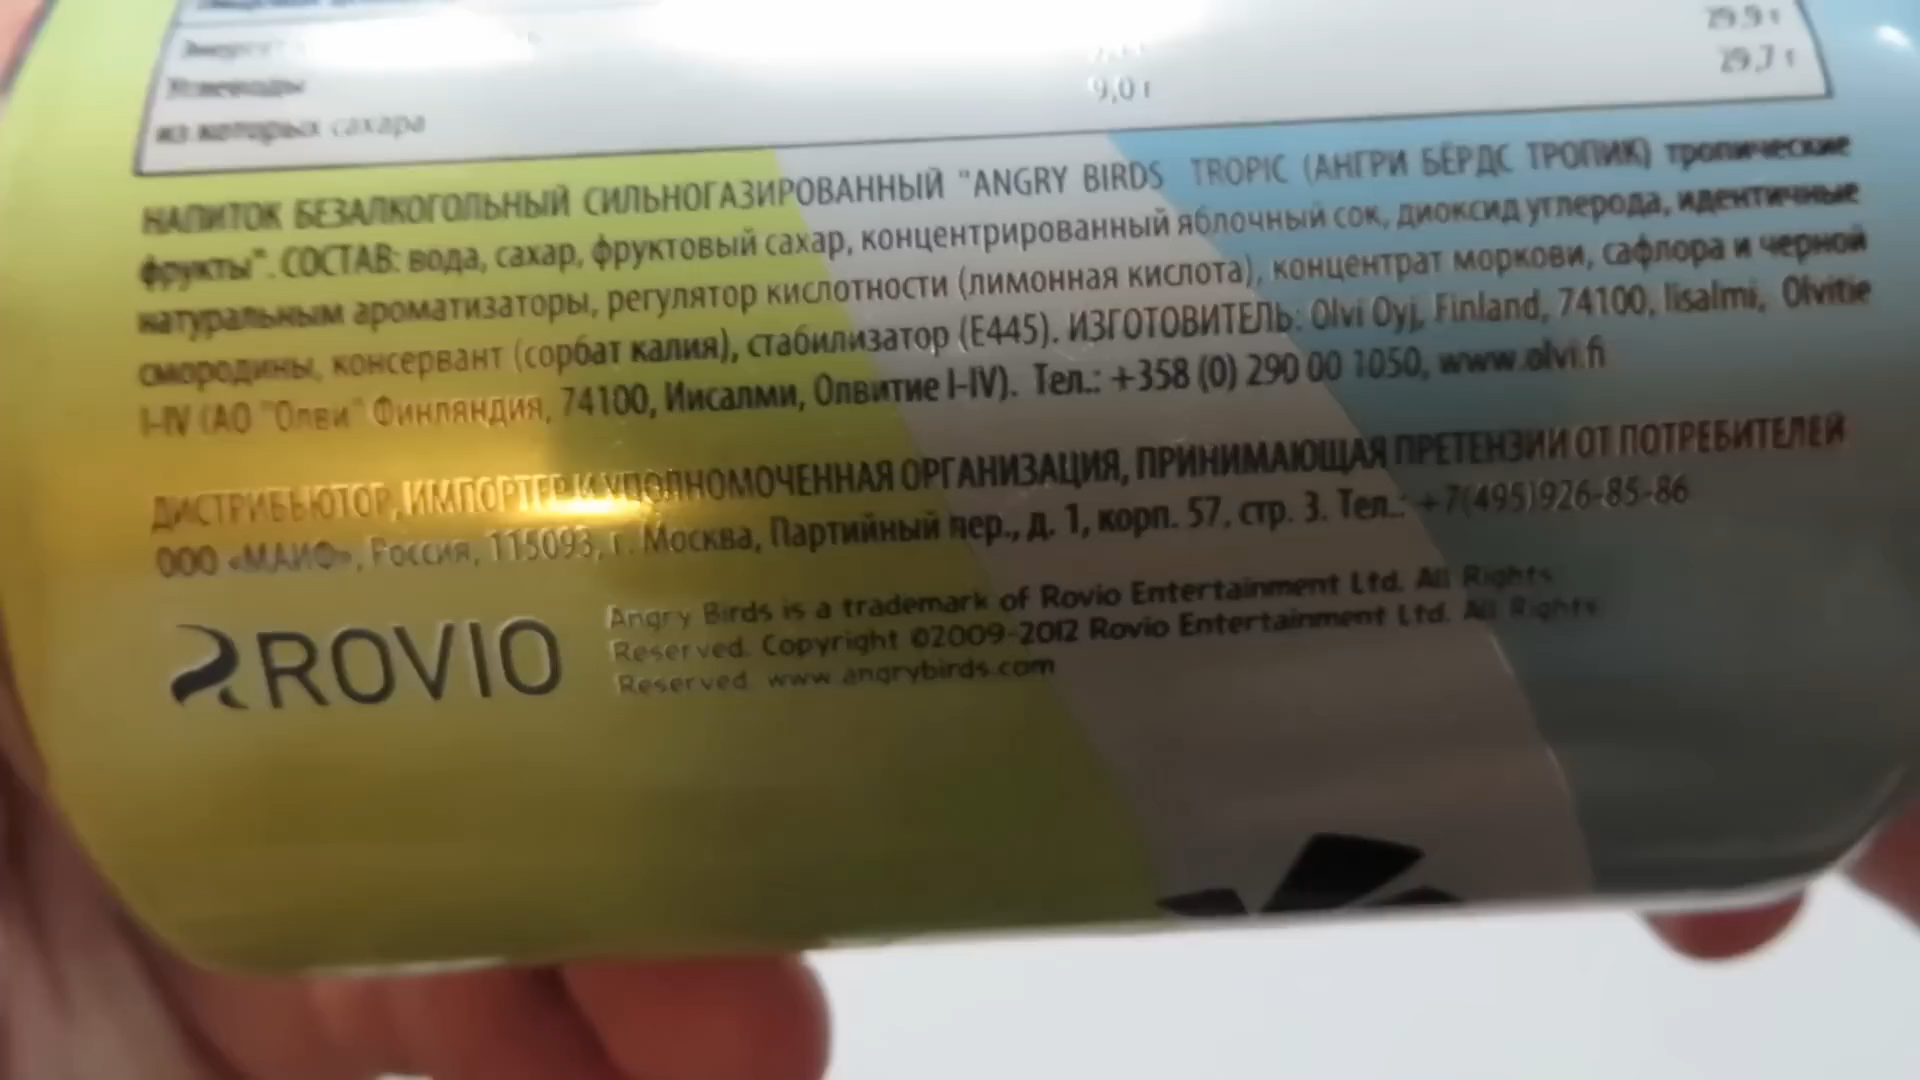 29,9 г
Углеводы 29,7 г
из которых сахара 9,0 г
НАПИТОК БЕЗАЛКОГОЛЬНЫЙ СИЛЬНОГАЗИРОВАННЫЙ "ANGRY BIRDS TROPIC (АНГРИ БЁРДС ТРОПИК) тропические
фрукты". СОСТАВ: вода, сахар, фруктовый сахар, концентрированный яблочный сок, диоксид углерода, идентичные
натуральным ароматизаторы, регулятор кислотности (лимонная кислота), концентрат моркови, сафлора и черной
смородины, консервант (сорбат калия), стабилизатор (Е445). ИЗГОТОВИТЕЛЬ: Olvi Oyj, Finland, 74100, Iisalmi, Olvitie
I-IV (АО "Олви" Финляндия, 74100, Иисалми, Олвитие I-IV). Тел.: +358 (0) 290 00 1050, www.olvi.fi
ДИСТРИБЬЮТОР, ИМПОРТЕР И УПОЛНОМОЧЕННАЯ ОРГАНИЗАЦИЯ, ПРИНИМАЮЩАЯ ПРЕТЕНЗИИ ОТ ПОТРЕБИТЕЛЕЙ
ООО «МАИФ», Россия, 115093, г. Москва, Партийный пер., д. 1, корп. 57, стр. 3. Тел.: +7(495)926-85-86
ROVIO
Angry Birds is a trademark of Rovio Entertainment Ltd. All Rights
Reserved. Copyright ©2009-2012 Rovio Entertainment Ltd. All Rights
Reserved. www.angrybirds.com